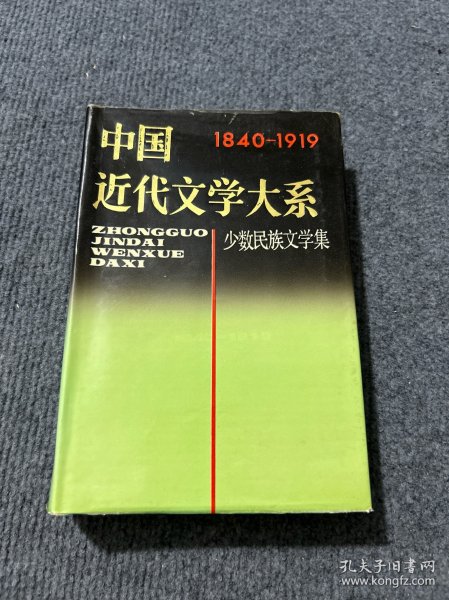 中国
1840-1919
近代文学大系
ZHONGGUO
JINDAI
WENXUE
DAXI
少数民族文学集
孔夫子旧书网
www.kongfz.com